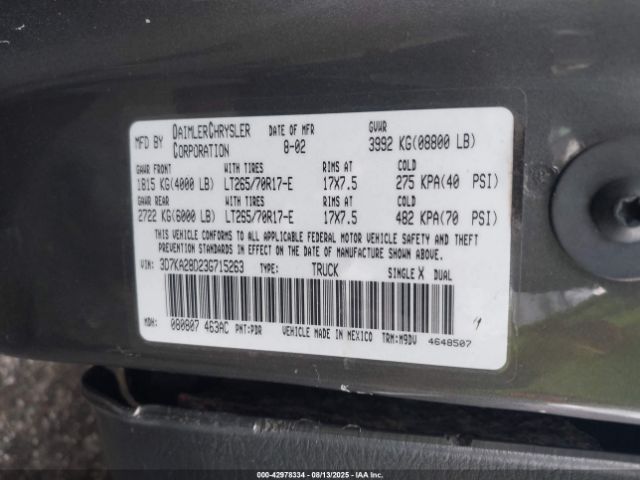 MFD BY DAIMLERCHRYSLER CORPORATION DATE OF MFR 8-02 GVWR 3992 KG(08800 LB)
GAWR FRONT WITH TIRES RIMS AT COLD
1815 KG(4000 LB) LT265/70R17-E 17X7.5 275 KPA(40 PSI)
GAWR REAR WITH TIRES RIMS AT COLD
2722 KG(6000 LB) LT265/70R17-E 17X7.5 482 KPA(70 PSI)
THIS VEHICLE CONFORMS TO ALL APPLICABLE FEDERAL MOTOR VEHICLE SAFETY AND THEFT
PREVENTION STANDARDS IN EFFECT ON THE DATE OF MANUFACTURE SHOWN ABOVE.
VIN: 3D7KA28D23G715263 TYPE: TRUCK SINGLE X DUAL
MDH: 080807 463AC PNT:PDR VEHICLE MADE IN MEXICO TRM:M9DV
4648507
000-42978334 - 08/13/2025 - IAA, Inc.